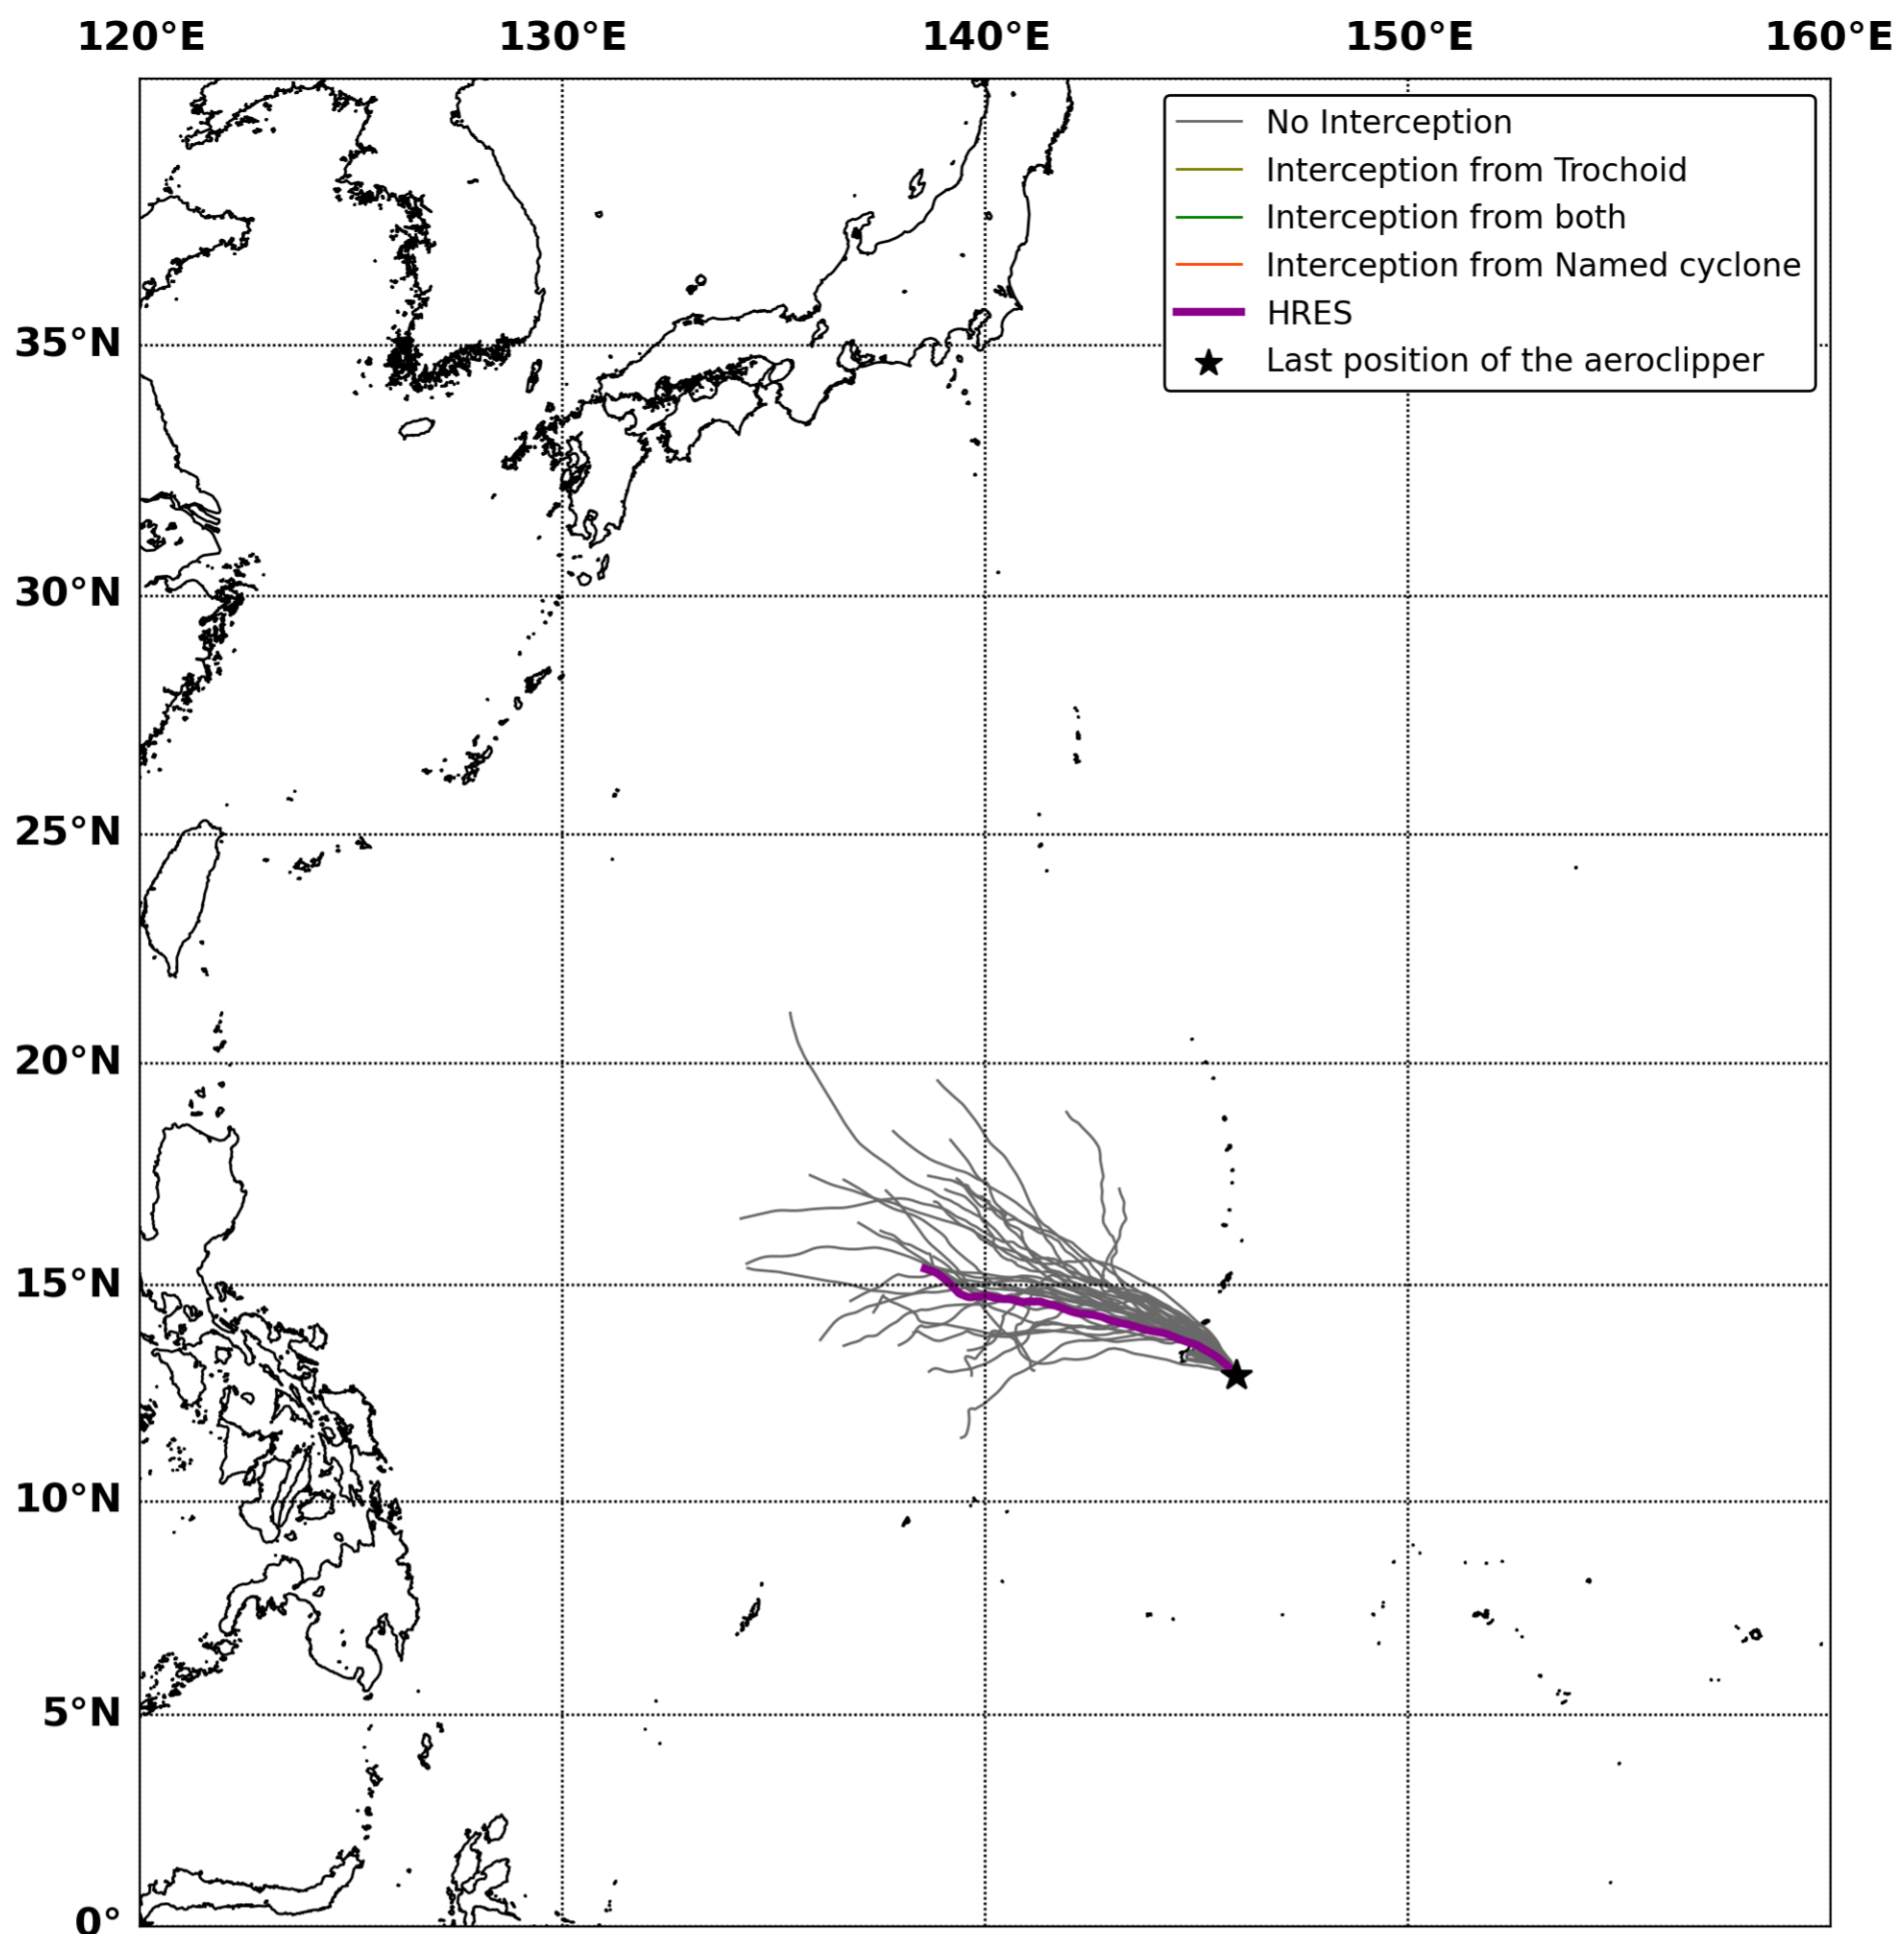 120°E 130°E 140°E 150°E 160°E
No Interception
Interception from Trochoid
Interception from both
Interception from Named cyclone
HRES
Last position of the aeroclipper
35°N
30°N
25°N
20°N
15°N
10°N
5°N
0°